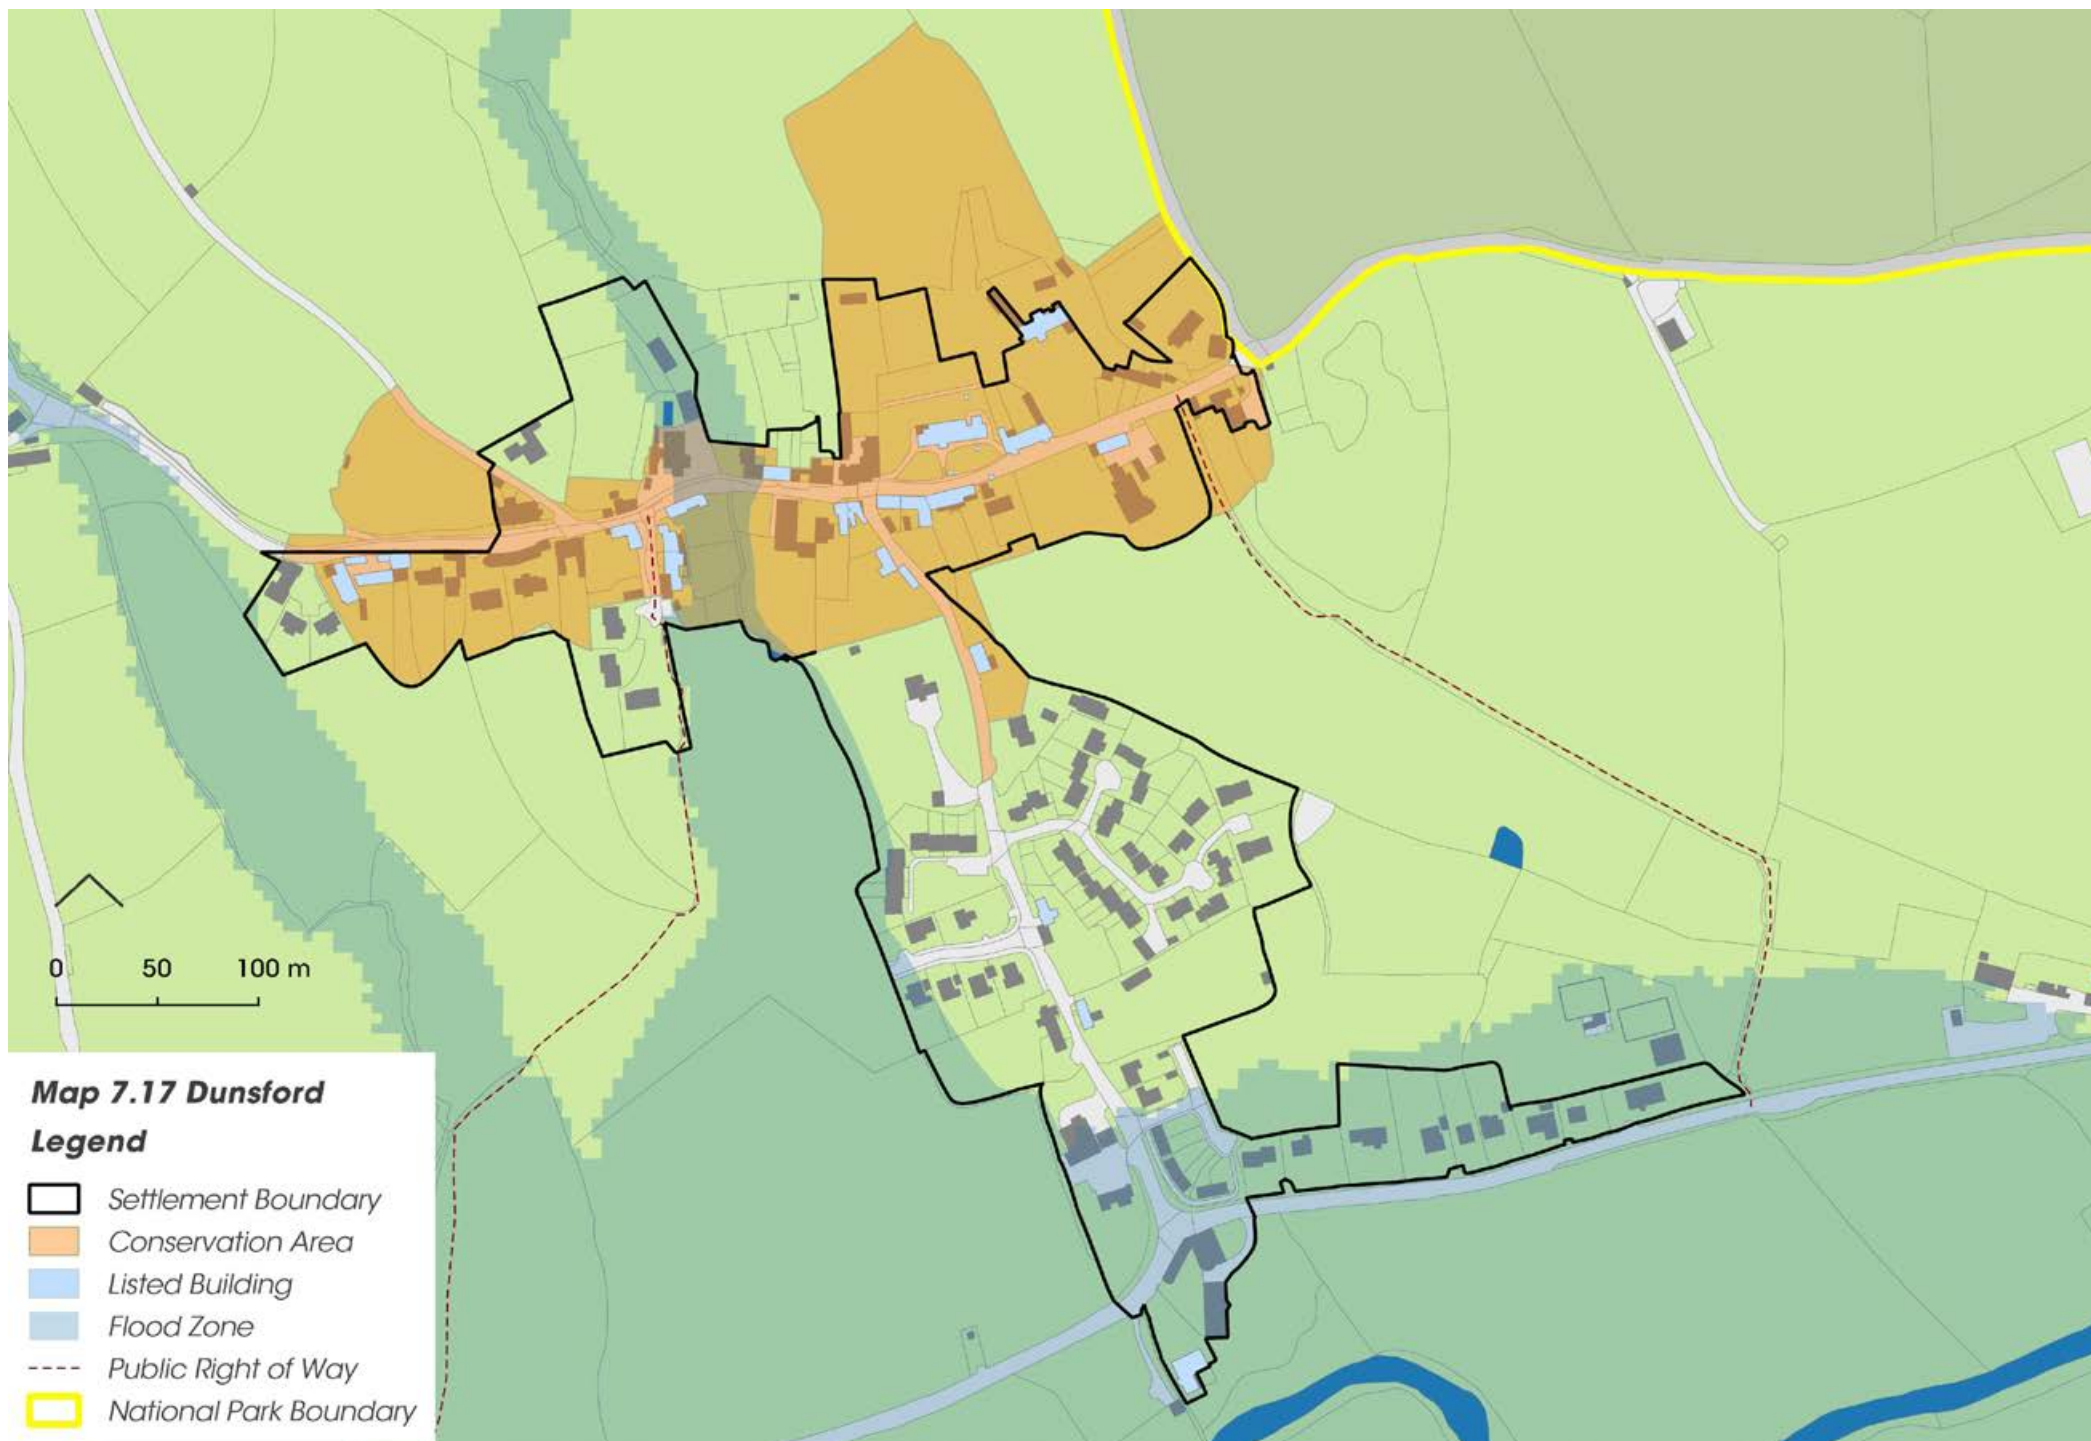 0 50 100 m
Map 7.17 Dunsford
Legend
Settlement Boundary
Conservation Area
Listed Building
Flood Zone
Public Right of Way
National Park Boundary